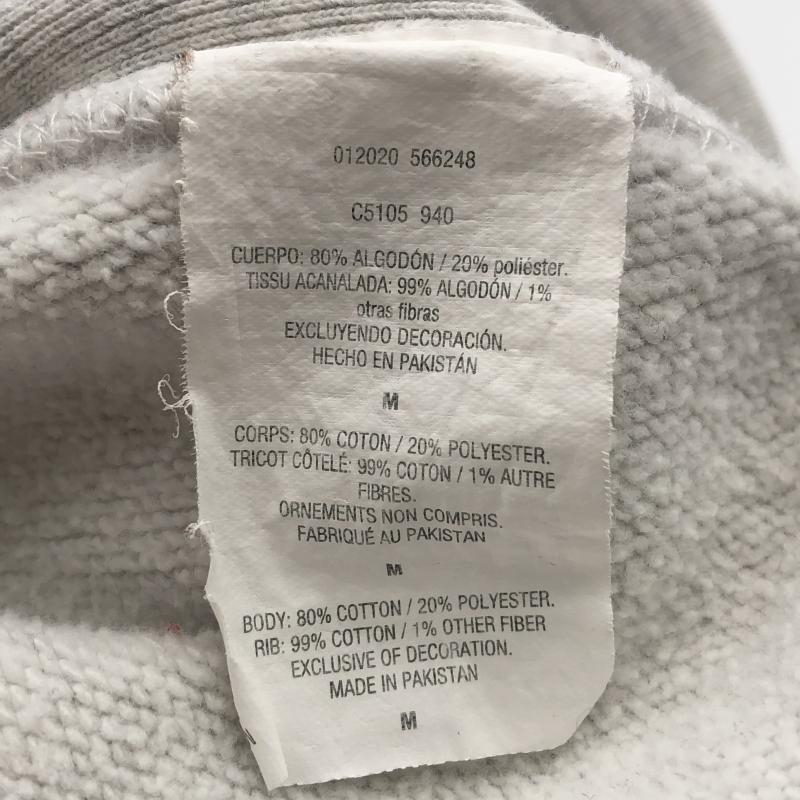 012020 566248
C5105 940
CUERPO: 80% ALGODÓN / 20% poliéster.
TISSU ACANALADA: 99% ALGODÓN / 1%
otras fibras
EXCLUYENDO DECORACIÓN.
HECHO EN PAKISTÁN
M
CORPS: 80% COTON / 20% POLYESTER.
TRICOT CÔTELÉ: 99% COTON / 1% AUTRE
FIBRES.
ORNEMENTS NON COMPRIS.
FABRIQUÉ AU PAKISTAN
M
BODY: 80% COTTON / 20% POLYESTER.
RIB: 99% COTTON / 1% OTHER FIBER
EXCLUSIVE OF DECORATION.
MADE IN PAKISTAN
M